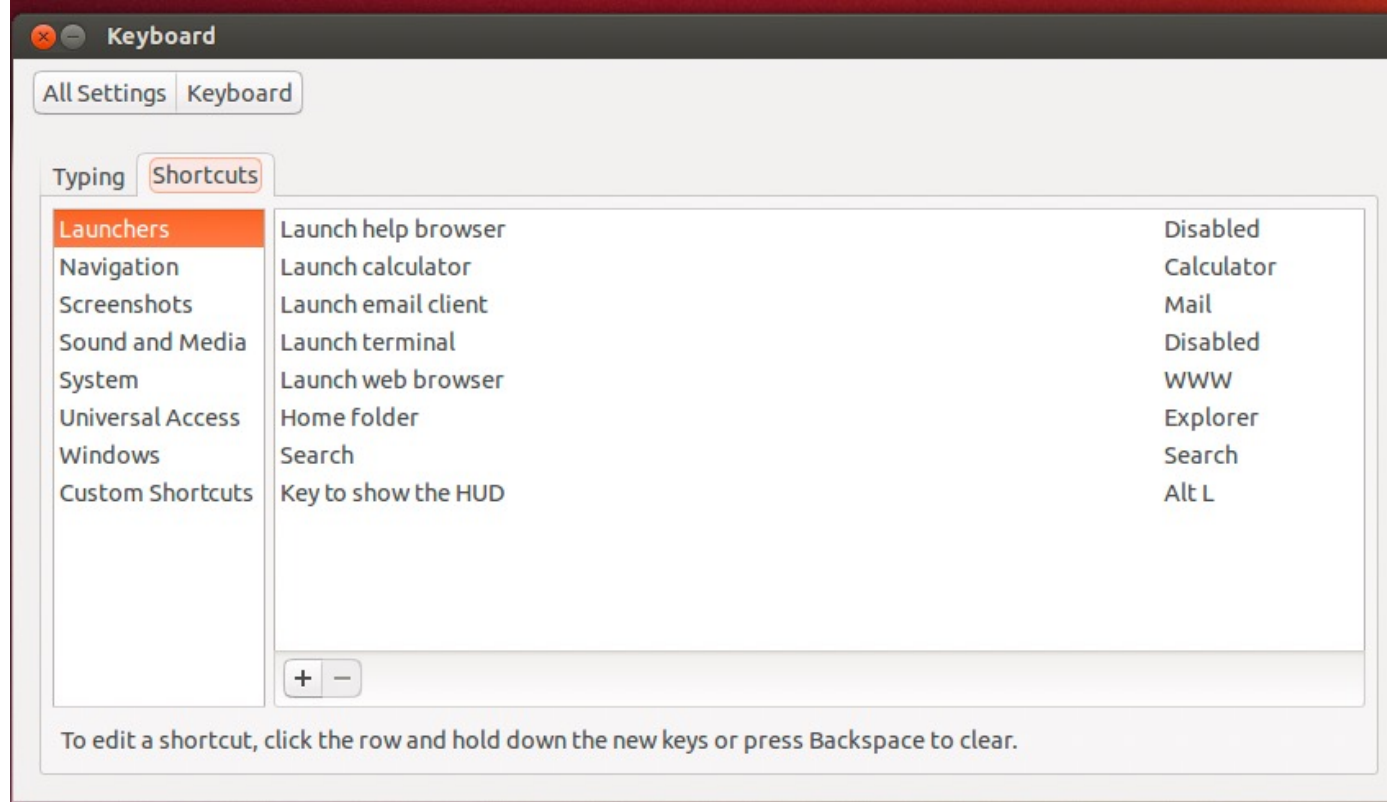 Keyboard
All Settings Keyboard
Typing Shortcuts
Launchers Launch help browser Disabled
Navigation Launch calculator Calculator
Screenshots Launch email client Mail
Sound and Media Launch terminal Disabled
System Launch web browser WWW
Universal Access Home folder Explorer
Windows Search Search
Custom Shortcuts Key to show the HUD Alt L
+ −
To edit a shortcut, click the row and hold down the new keys or press Backspace to clear.